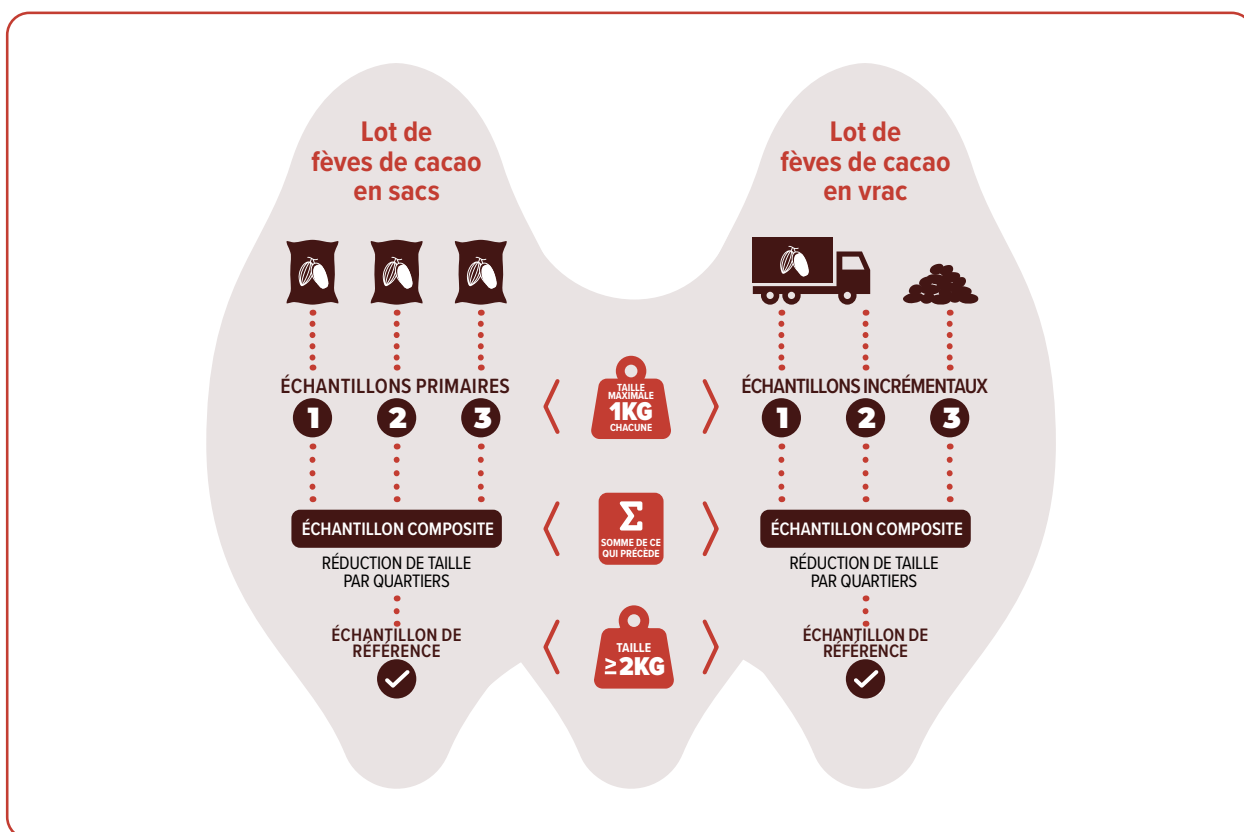 Lot de
fèves de cacao
en sacs
Lot de
fèves de cacao
en vrac
ÉCHANTILLONS PRIMAIRES
1 2 3
TAILLE
MAXIMALE
1KG
CHACUNE
ÉCHANTILLONS INCRÉMENTAUX
1 2 3
ÉCHANTILLON COMPOSITE
RÉDUCTION DE TAILLE
PAR QUARTIERS
Σ
SOMME DE CE
QUI PRÉCÈDE
ÉCHANTILLON COMPOSITE
RÉDUCTION DE TAILLE
PAR QUARTIERS
ÉCHANTILLON DE
RÉFÉRENCE
TAILLE
≥2KG
ÉCHANTILLON DE
RÉFÉRENCE